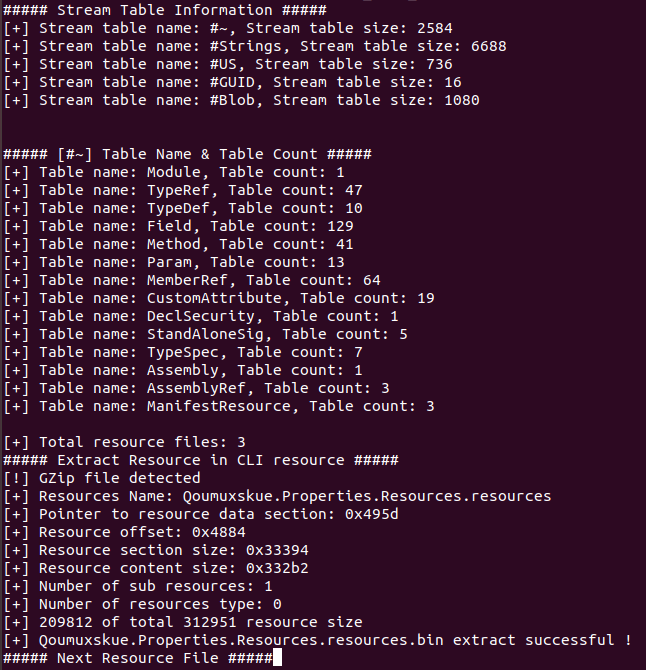 ##### Stream Table Information #####
[+] Stream table name: #~, Stream table size: 2584
[+] Stream table name: #Strings, Stream table size: 6688
[+] Stream table name: #US, Stream table size: 736
[+] Stream table name: #GUID, Stream table size: 16
[+] Stream table name: #Blob, Stream table size: 1080
##### [#~] Table Name & Table Count #####
[+] Table name: Module, Table count: 1
[+] Table name: TypeRef, Table count: 47
[+] Table name: TypeDef, Table count: 10
[+] Table name: Field, Table count: 129
[+] Table name: Method, Table count: 41
[+] Table name: Param, Table count: 13
[+] Table name: MemberRef, Table count: 64
[+] Table name: CustomAttribute, Table count: 19
[+] Table name: DeclSecurity, Table count: 1
[+] Table name: StandAloneSig, Table count: 5
[+] Table name: TypeSpec, Table count: 7
[+] Table name: Assembly, Table count: 1
[+] Table name: AssemblyRef, Table count: 3
[+] Table name: ManifestResource, Table count: 3
[+] Total resource files: 3
##### Extract Resource in CLI resource #####
[!] GZip file detected
[+] Resources Name: Qoumuxskue.Properties.Resources.resources
[+] Pointer to resource data section: 0x495d
[+] Resource offset: 0x4884
[+] Resource section size: 0x33394
[+] Resource content size: 0x332b2
[+] Number of sub resources: 1
[+] Number of resources type: 0
[+] 209812 of total 312951 resource size
[+] Qoumuxskue.Properties.Resources.resources.bin extract successful !
##### Next Resource File #####